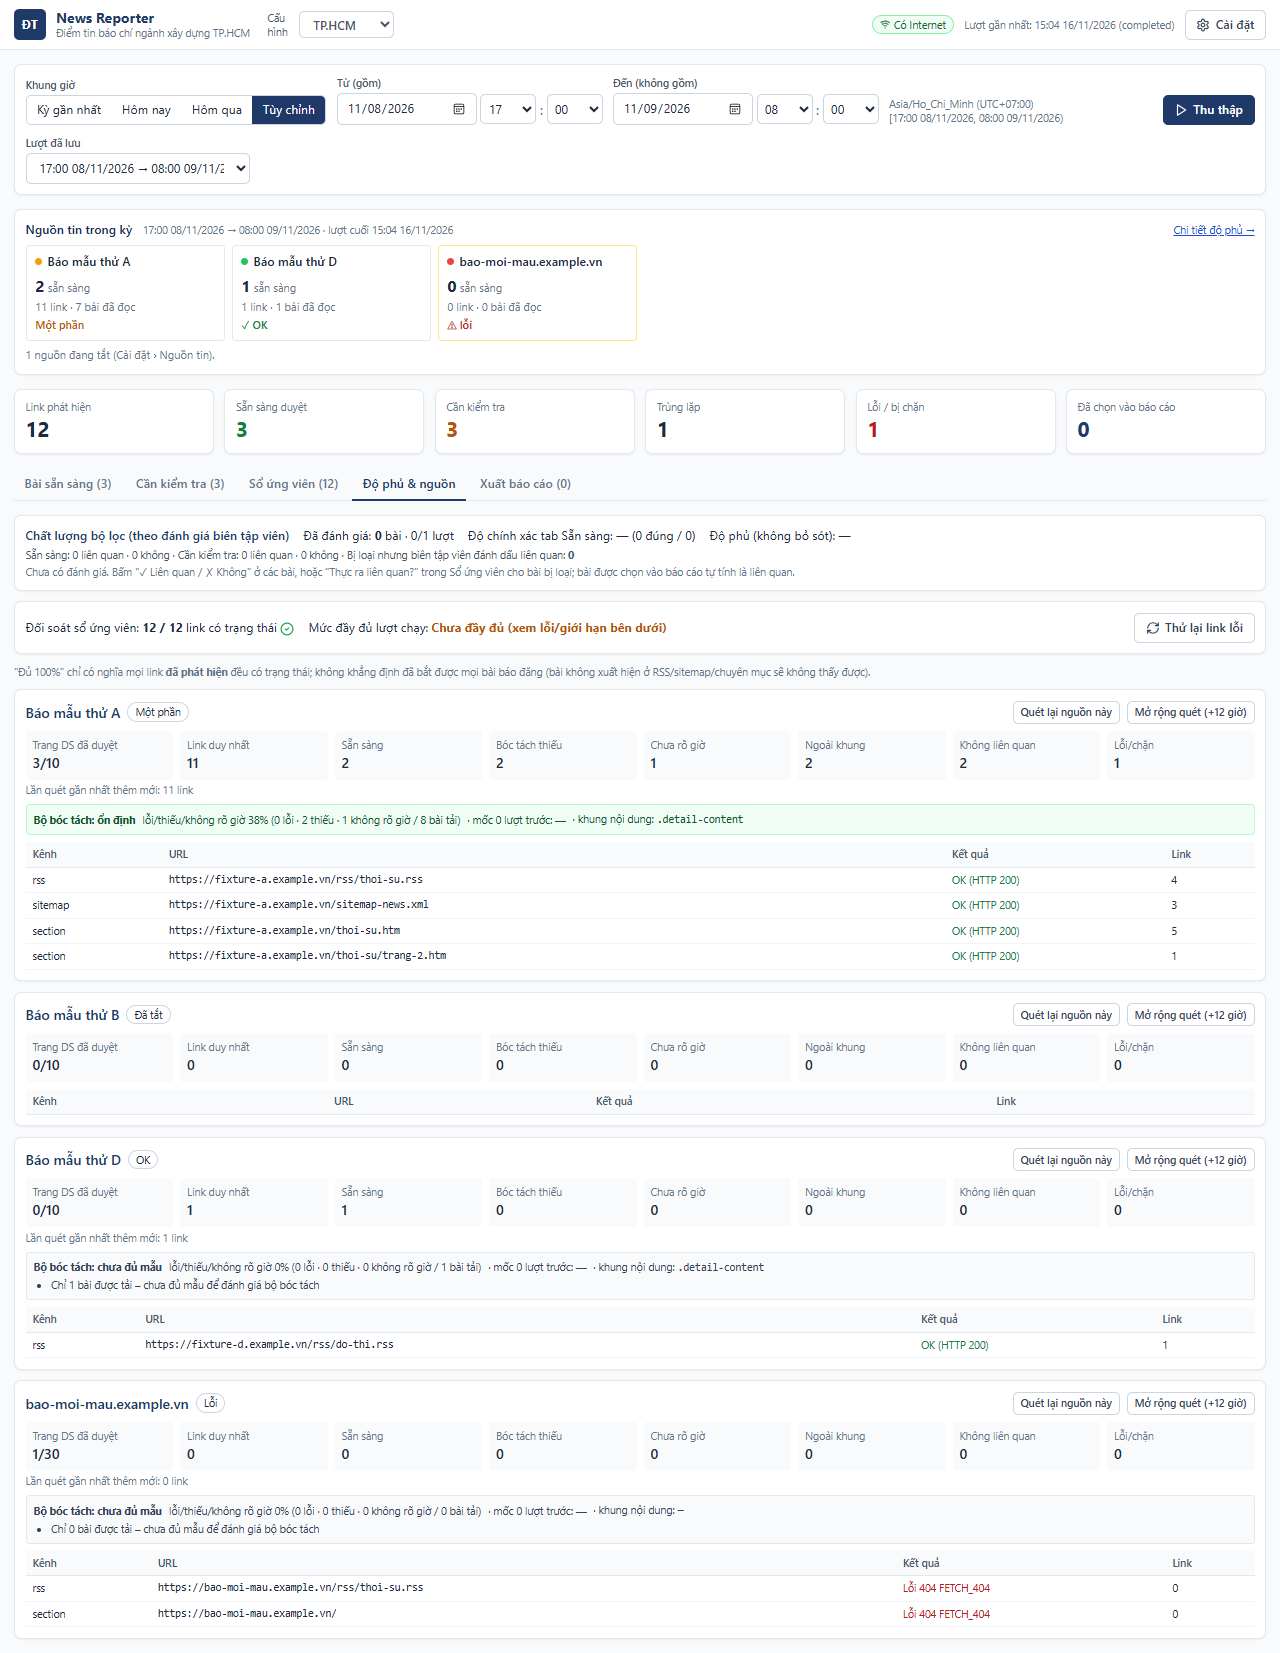 ĐT
News Reporter
Điểm tin báo chí ngành xây dựng TP.HCM
Cấu hình
TP.HCM
Có Internet
Lượt gần nhất: 15:04 16/11/2026 (completed)
Cài đặt
Khung giờ
Kỳ gần nhất Hôm nay Hôm qua Tùy chỉnh
Từ (gồm)
11/08/2026 17 : 00
Đến (không gồm)
11/09/2026 08 : 00
Asia/Ho_Chi_Minh (UTC+07:00)
[17:00 08/11/2026, 08:00 09/11/2026)
Thu thập
Lượt đã lưu
17:00 08/11/2026 → 08:00 09/11/2
Nguồn tin trong kỳ 17:00 08/11/2026 → 08:00 09/11/2026 · lượt cuối 15:04 16/11/2026
Chi tiết độ phủ →
Báo mẫu thử A
2 sẵn sàng
11 link · 7 bài đã đọc
Một phần
Báo mẫu thử D
1 sẵn sàng
1 link · 1 bài đã đọc
✓ OK
bao-moi-mau.example.vn
0 sẵn sàng
0 link · 0 bài đã đọc
⚠ lỗi
1 nguồn đang tắt (Cài đặt › Nguồn tin).
Link phát hiện
12
Sẵn sàng duyệt
3
Cần kiểm tra
3
Trùng lặp
1
Lỗi / bị chặn
1
Đã chọn vào báo cáo
0
Bài sẵn sàng (3) Cần kiểm tra (3) Sổ ứng viên (12) Độ phủ & nguồn Xuất báo cáo (0)
Chất lượng bộ lọc (theo đánh giá biên tập viên) Đã đánh giá: 0 bài · 0/1 lượt Độ chính xác tab Sẵn sàng: — (0 đúng / 0) Độ phủ (không bỏ sót): —
Sẵn sàng: 0 liên quan · 0 không · Cần kiểm tra: 0 liên quan · 0 không · Bị loại nhưng biên tập viên đánh dấu liên quan: 0
Chưa có đánh giá. Bấm "✓ Liên quan / ✗ Không" ở các bài, hoặc "Thực ra liên quan?" trong Sổ ứng viên cho bài bị loại; bài được chọn vào báo cáo tự tính là liên quan.
Đối soát sổ ứng viên: 12 / 12 link có trạng thái Mức đầy đủ lượt chạy: Chưa đầy đủ (xem lỗi/giới hạn bên dưới)
Thử lại link lỗi
"Đủ 100%" chỉ có nghĩa mọi link đã phát hiện đều có trạng thái; không khẳng định đã bắt được mọi bài báo đăng (bài không xuất hiện ở RSS/sitemap/chuyên mục sẽ không thấy được).
Báo mẫu thử A Một phần
Quét lại nguồn này Mở rộng quét (+12 giờ)
Trang DS đã duyệt Link duy nhất Sẵn sàng Bóc tách thiếu Chưa rõ giờ Ngoài khung Không liên quan Lỗi/chặn
3/10 11 2 2 1 2 2 1
Lần quét gần nhất thêm mới: 11 link
Bộ bóc tách: ổn định lỗi/thiếu/không rõ giờ 38% (0 lỗi · 2 thiếu · 1 không rõ giờ / 8 bài tải) · mốc 0 lượt trước: — · khung nội dung: .detail-content
Kênh URL Kết quả Link
rss https://fixture-a.example.vn/rss/thoi-su.rss OK (HTTP 200) 4
sitemap https://fixture-a.example.vn/sitemap-news.xml OK (HTTP 200) 3
section https://fixture-a.example.vn/thoi-su.htm OK (HTTP 200) 5
section https://fixture-a.example.vn/thoi-su/trang-2.htm OK (HTTP 200) 1
Báo mẫu thử B Đã tắt
Quét lại nguồn này Mở rộng quét (+12 giờ)
Trang DS đã duyệt Link duy nhất Sẵn sàng Bóc tách thiếu Chưa rõ giờ Ngoài khung Không liên quan Lỗi/chặn
0/10 0 0 0 0 0 0 0
Kênh URL Kết quả Link
Báo mẫu thử D OK
Quét lại nguồn này Mở rộng quét (+12 giờ)
Trang DS đã duyệt Link duy nhất Sẵn sàng Bóc tách thiếu Chưa rõ giờ Ngoài khung Không liên quan Lỗi/chặn
0/10 1 1 0 0 0 0 0
Lần quét gần nhất thêm mới: 1 link
Bộ bóc tách: chưa đủ mẫu lỗi/thiếu/không rõ giờ 0% (0 lỗi · 0 thiếu · 0 không rõ giờ / 1 bài tải) · mốc 0 lượt trước: — · khung nội dung: .detail-content
• Chỉ 1 bài được tải – chưa đủ mẫu để đánh giá bộ bóc tách
Kênh URL Kết quả Link
rss https://fixture-d.example.vn/rss/do-thi.rss OK (HTTP 200) 1
bao-moi-mau.example.vn Lỗi
Quét lại nguồn này Mở rộng quét (+12 giờ)
Trang DS đã duyệt Link duy nhất Sẵn sàng Bóc tách thiếu Chưa rõ giờ Ngoài khung Không liên quan Lỗi/chặn
1/30 0 0 0 0 0 0 0
Lần quét gần nhất thêm mới: 0 link
Bộ bóc tách: chưa đủ mẫu lỗi/thiếu/không rõ giờ 0% (0 lỗi · 0 thiếu · 0 không rõ giờ / 0 bài tải) · mốc 0 lượt trước: — · khung nội dung: –
• Chỉ 0 bài được tải – chưa đủ mẫu để đánh giá bộ bóc tách
Kênh URL Kết quả Link
rss https://bao-moi-mau.example.vn/rss/thoi-su.rss Lỗi 404 FETCH_404 0
section https://bao-moi-mau.example.vn/ Lỗi 404 FETCH_404 0